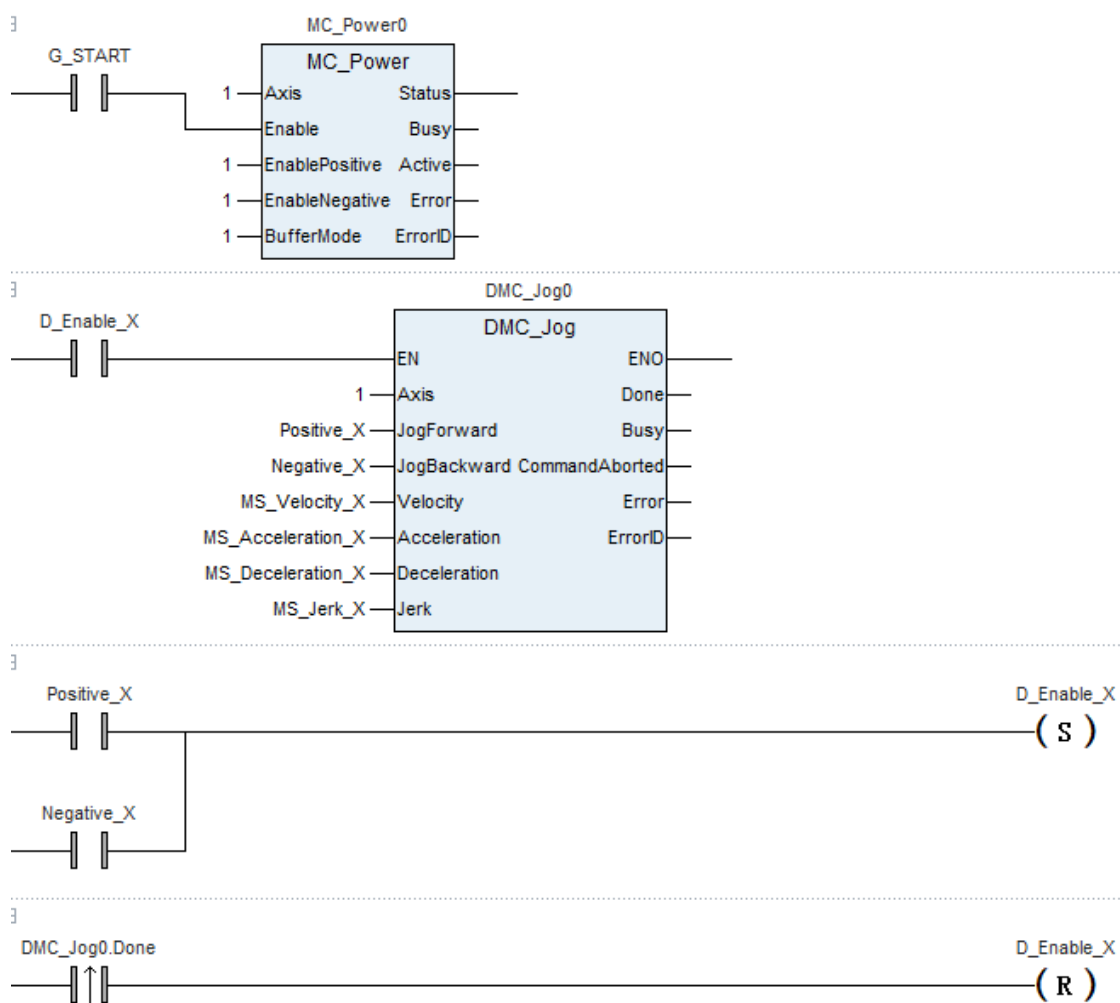 MC_Power0
G_START
MC_Power
1 Axis Status
Enable Busy
1 EnablePositive Active
1 EnableNegative Error
1 BufferMode ErrorID
DMC_Jog0
D_Enable_X
DMC_Jog
EN ENO
1 Axis Done
Positive_X JogForward Busy
Negative_X JogBackward CommandAborted
MS_Velocity_X Velocity Error
MS_Acceleration_X Acceleration ErrorID
MS_Deceleration_X Deceleration
MS_Jerk_X Jerk
Positive_X D_Enable_X
( S )
Negative_X
DMC_Jog0.Done D_Enable_X
( R )